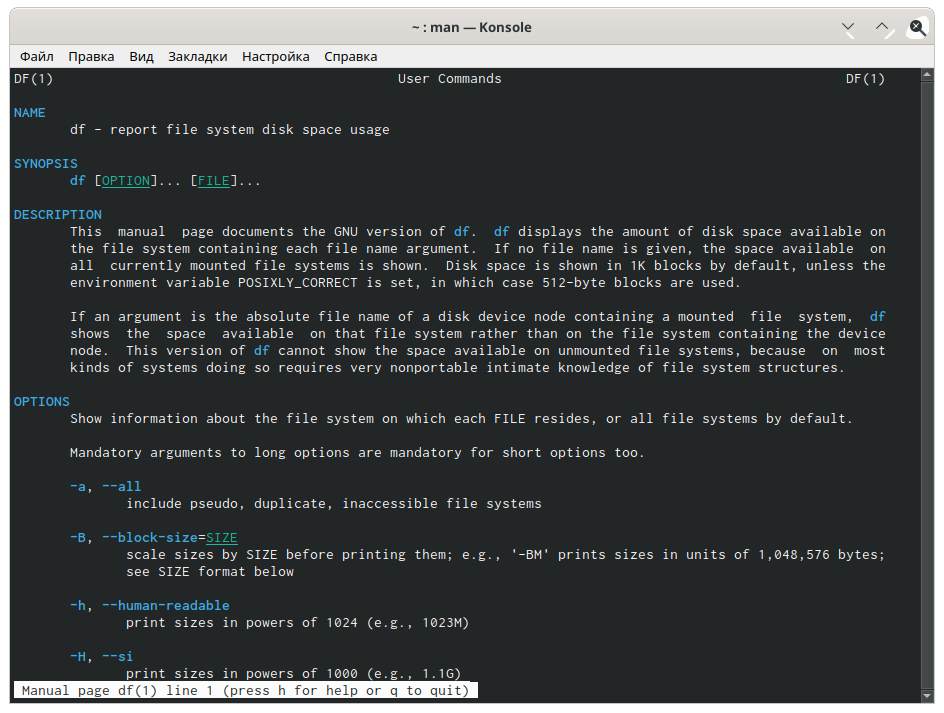 ~ : man — Konsole
Файл Правка Вид Закладки Настройка Справка
DF(1) User Commands DF(1)
NAME
df - report file system disk space usage
SYNOPSIS
df [OPTION]... [FILE]...
DESCRIPTION
This manual page documents the GNU version of df. df displays the amount of disk space available on
the file system containing each file name argument. If no file name is given, the space available on
all currently mounted file systems is shown. Disk space is shown in 1K blocks by default, unless the
environment variable POSIXLY_CORRECT is set, in which case 512-byte blocks are used.
If an argument is the absolute file name of a disk device node containing a mounted file system, df
shows the space available on that file system rather than on the file system containing the device
node. This version of df cannot show the space available on unmounted file systems, because on most
kinds of systems doing so requires very nonportable intimate knowledge of file system structures.
OPTIONS
Show information about the file system on which each FILE resides, or all file systems by default.
Mandatory arguments to long options are mandatory for short options too.
-a, --all
include pseudo, duplicate, inaccessible file systems
-B, --block-size=SIZE
scale sizes by SIZE before printing them; e.g., '-BM' prints sizes in units of 1,048,576 bytes;
see SIZE format below
-h, --human-readable
print sizes in powers of 1024 (e.g., 1023M)
-H, --si
print sizes in powers of 1000 (e.g., 1.1G)
Manual page df(1) line 1 (press h for help or q to quit)